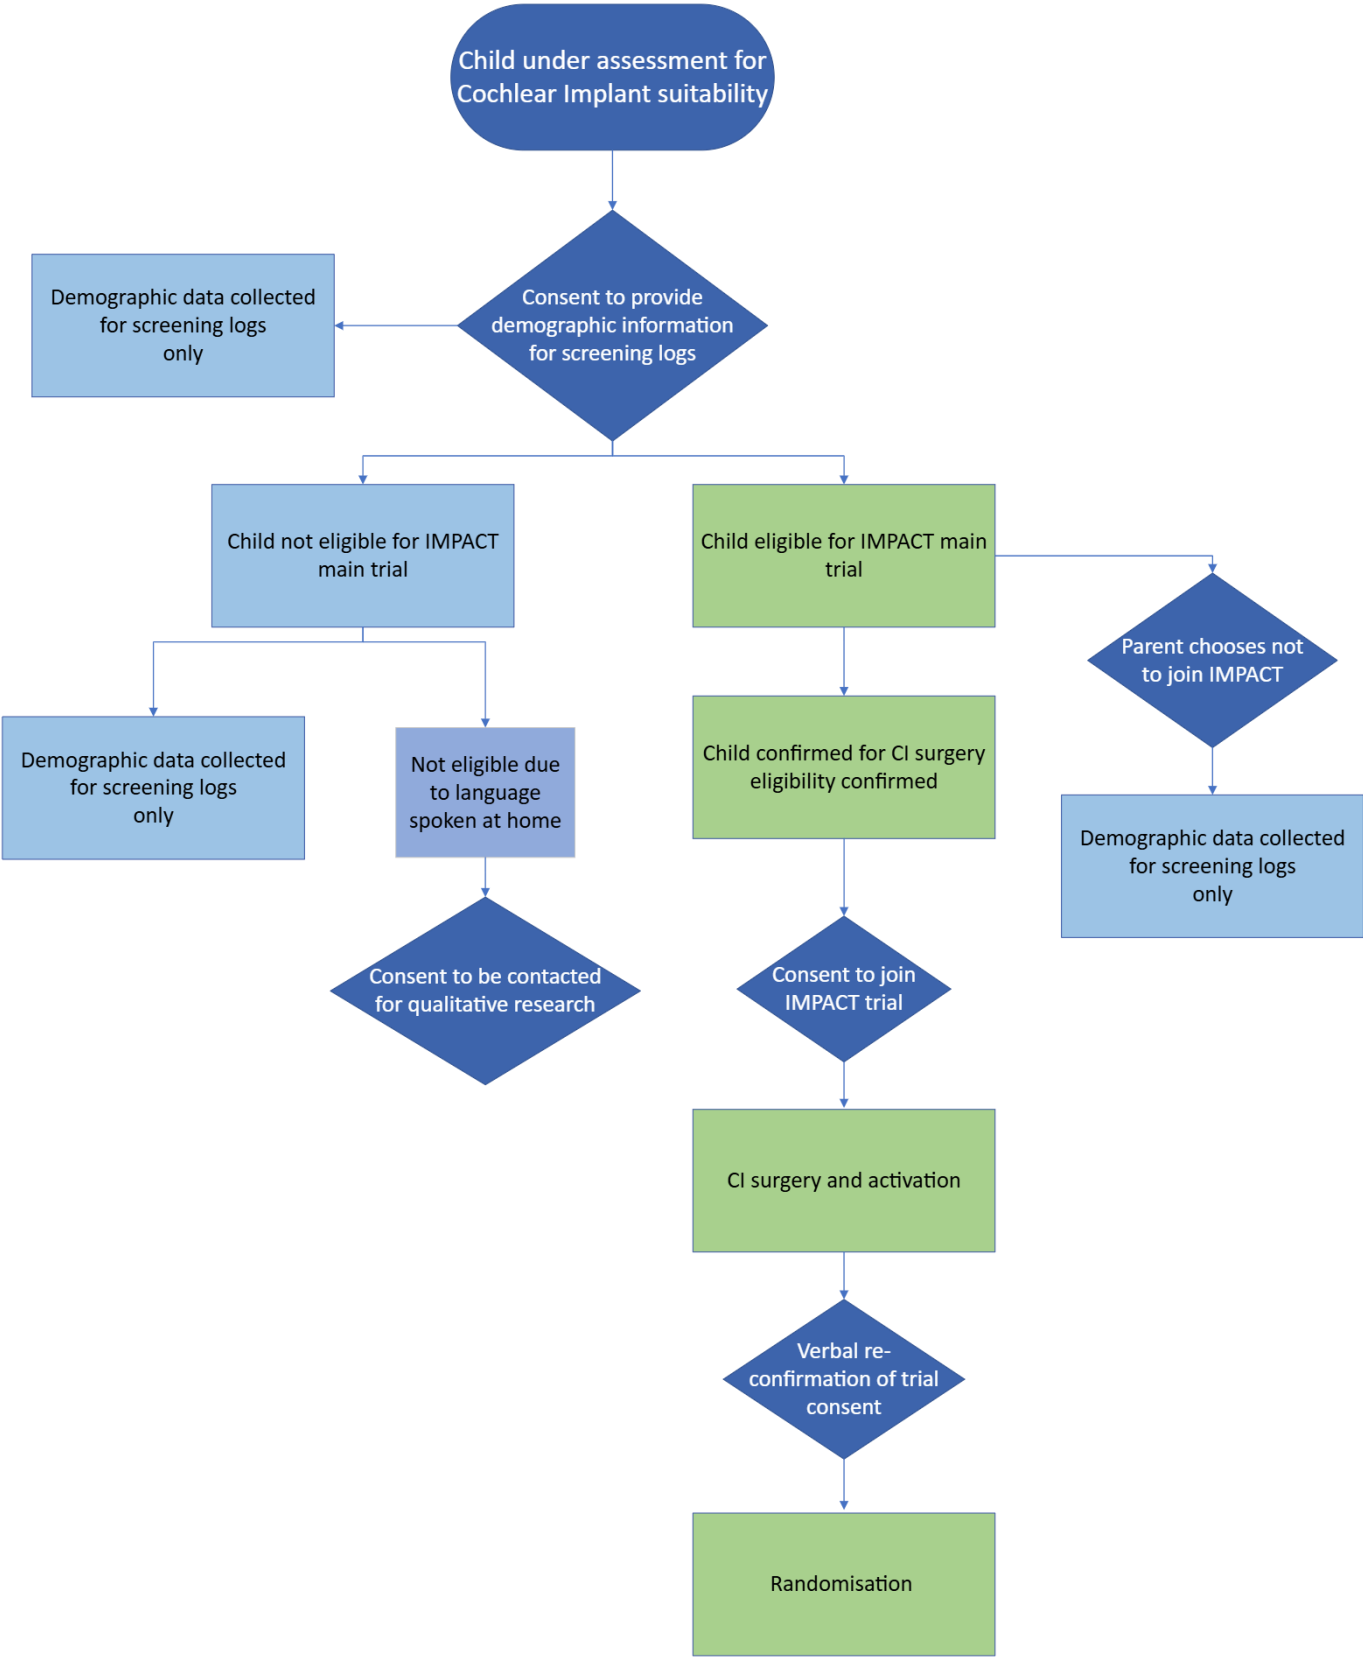 Child under assessment for
Cochlear Implant suitability
Consent to provide
demographic information
for screening logs
Demographic data collected
for screening logs
only
Child not eligible for IMPACT
main trial
Child eligible for IMPACT main
trial
Parent chooses not
to join IMPACT
Demographic data collected
for screening logs
only
Not eligible due
to language
spoken at home
Child confirmed for CI surgery
eligibility confirmed
Demographic data collected
for screening logs
only
Consent to be contacted
for qualitative research
Consent to join
IMPACT trial
CI surgery and activation
Verbal re-
confirmation of trial
consent
Randomisation